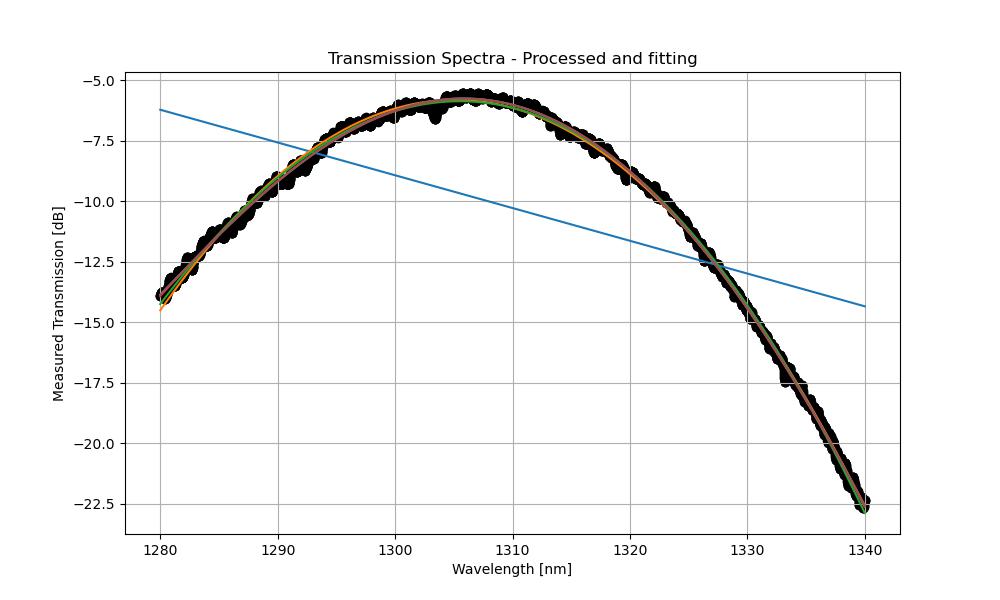 Transmission Spectra - Processed and fitting
Measured Transmission [dB]
−5.0
−7.5
−10.0
−12.5
−15.0
−17.5
−20.0
−22.5
1280 1290 1300 1310 1320 1330 1340
Wavelength [nm]